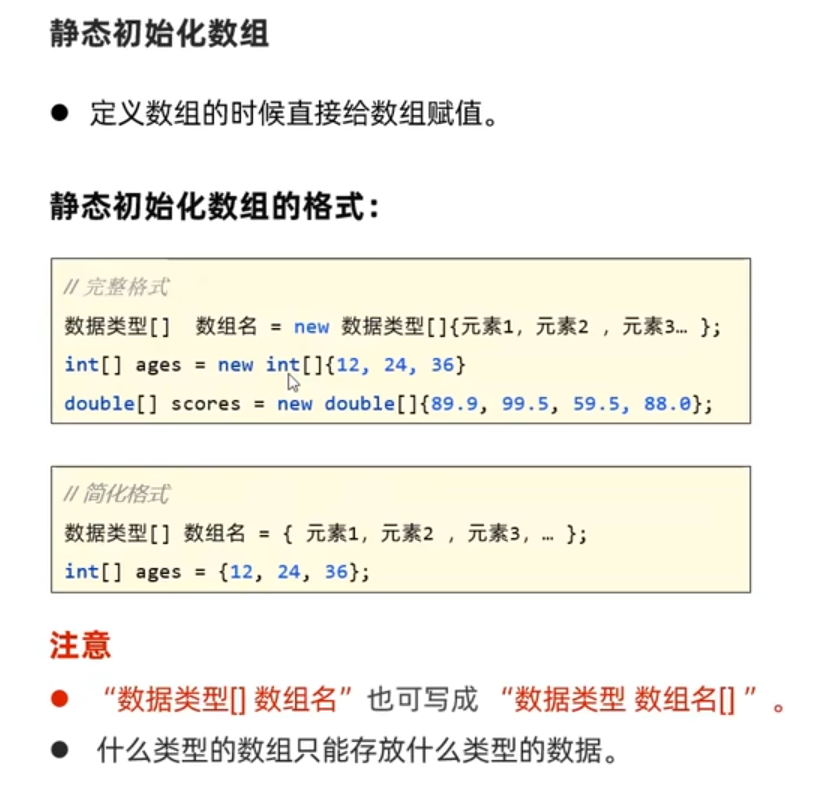 静态初始化数组
● 定义数组的时候直接给数组赋值。
静态初始化数组的格式：
// 完整格式
数据类型[]  数组名 = new 数据类型[]{元素1，元素2 ，元素3… };
int[] ages = new int[]{12, 24, 36}
double[] scores = new double[]{89.9, 99.5, 59.5, 88.0};
// 简化格式
数据类型[] 数组名 = { 元素1，元素2 ，元素3，… };
int[] ages = {12, 24, 36};
注意
● “数据类型[] 数组名”也可写成 “数据类型 数组名[] ”。
● 什么类型的数组只能存放什么类型的数据。